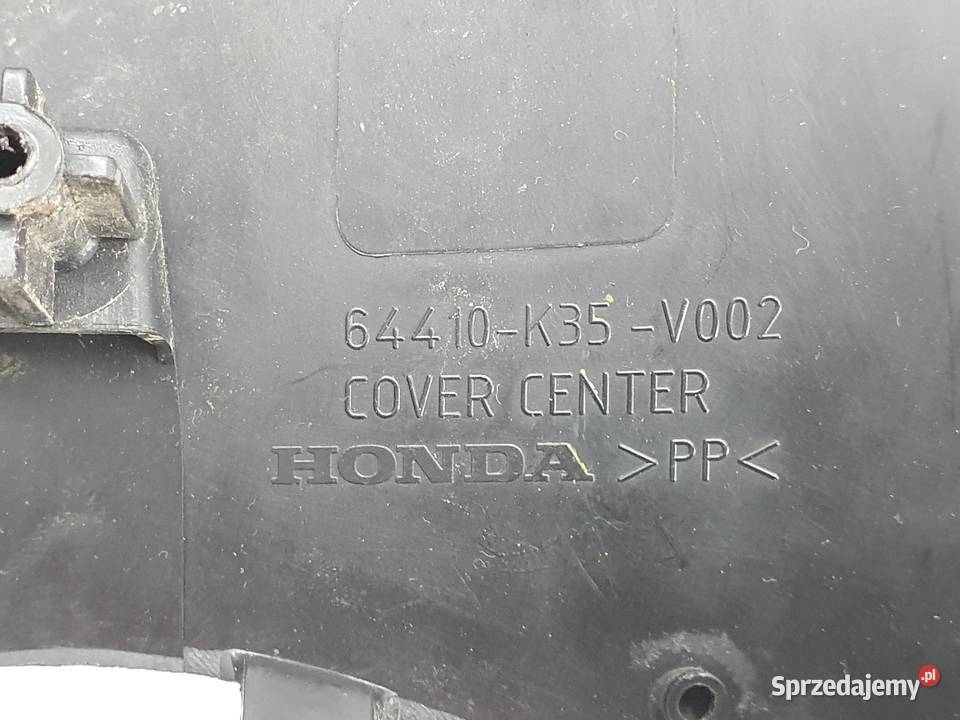 64410-K35-V002
COVER CENTER
HONDA >PP<
Sprzedajemy.pl